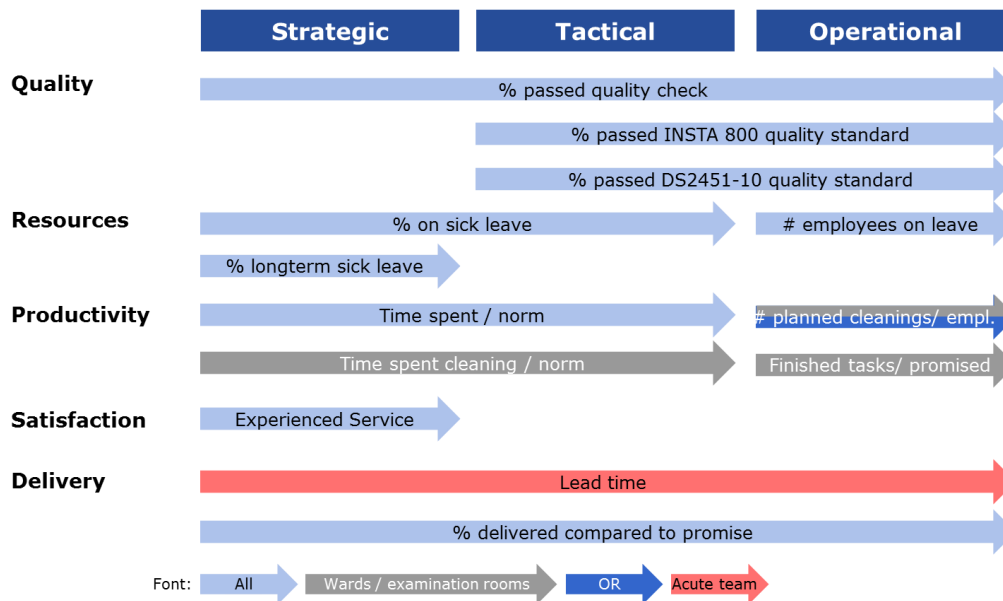 Strategic Tactical Operational
Quality
% passed quality check
% passed INSTA 800 quality standard
% passed DS2451-10 quality standard
Resources
% on sick leave # employees on leave
% longterm sick leave
Productivity
Time spent / norm # planned cleanings/ empl.
Time spent cleaning / norm Finished tasks/ promised
Satisfaction
Experienced Service
Delivery
Lead time
% delivered compared to promise
Font: All Wards / examination rooms OR Acute team